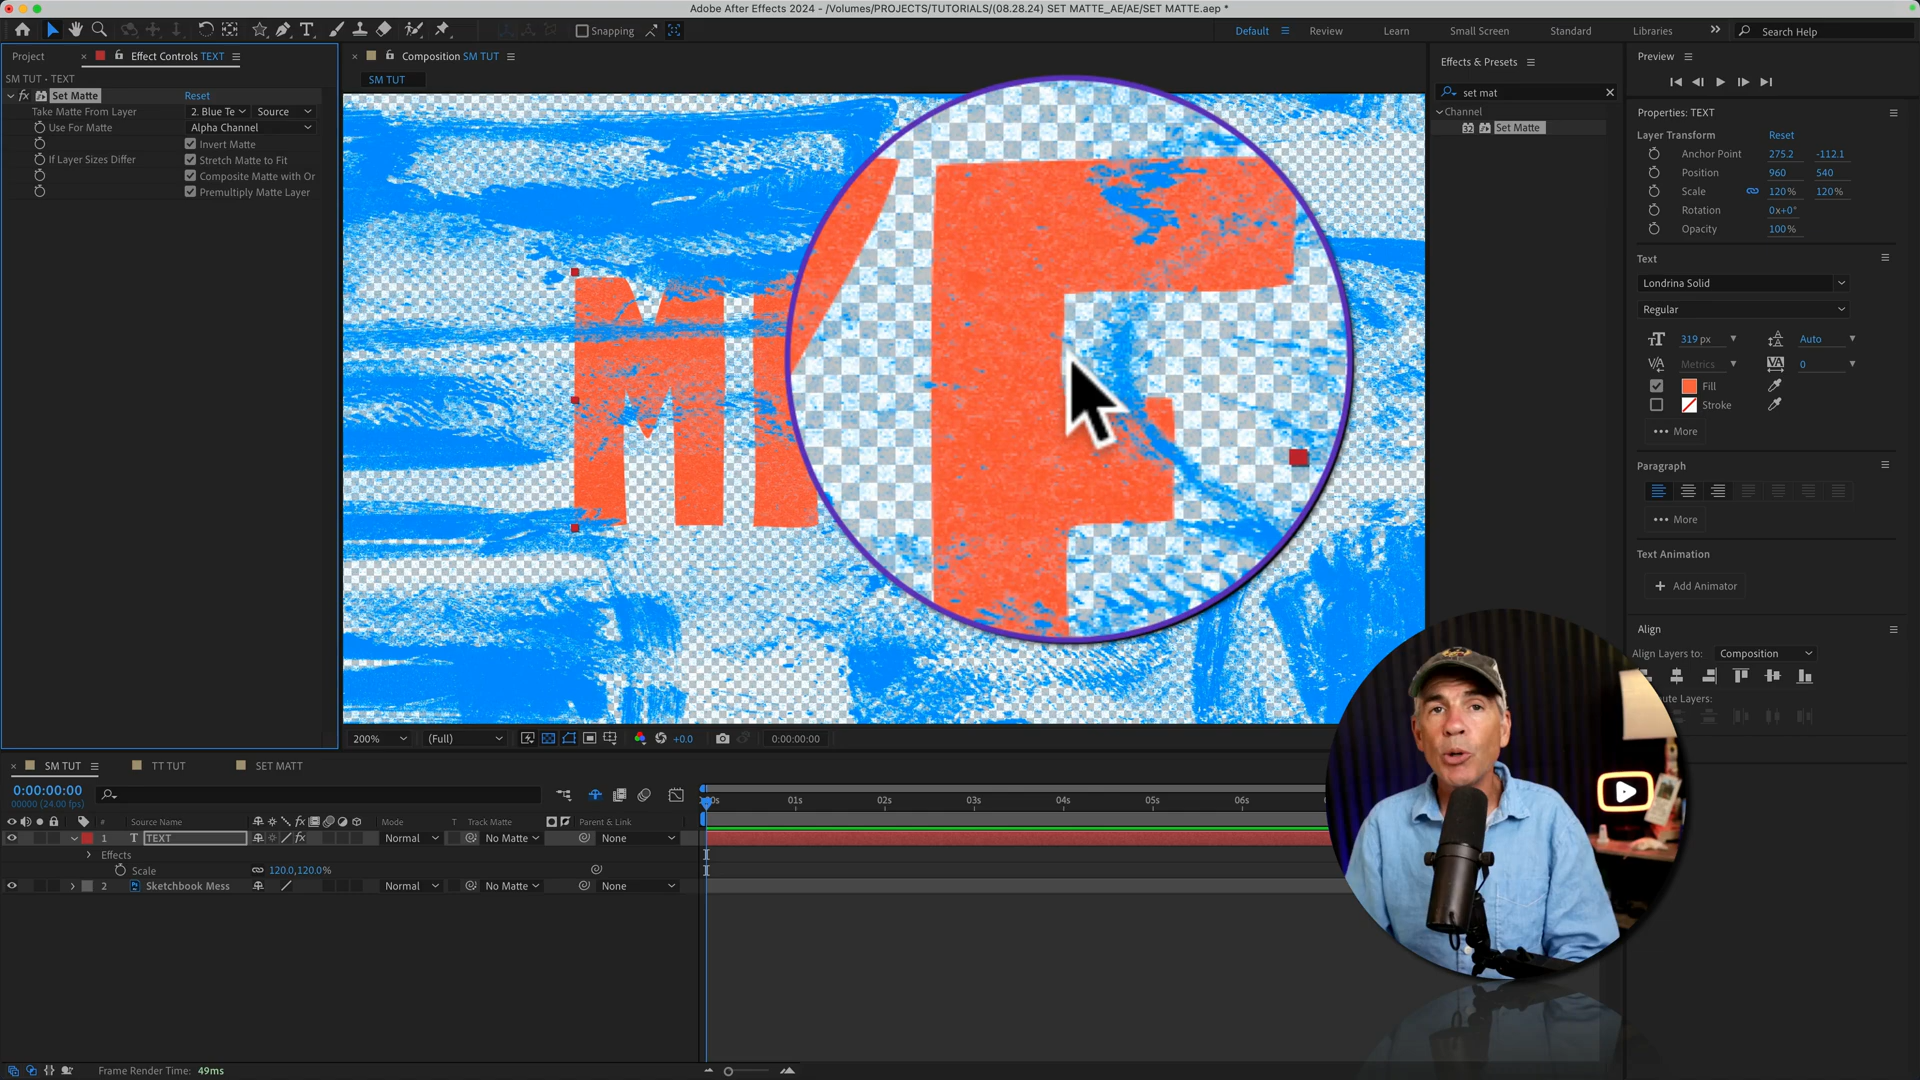 Adobe After Effects 2024 - /Volumes/PROJECTS/TUTORIALS/(08.28.24) SET MATTE_AE/AE/SET MATTE.aep *
Snapping
Default
Review
Learn
Small Screen
Standard
Libraries
Search Help
Project
Effect Controls TEXT
SM TUT • TEXT
fx Set Matte
Reset
Take Matte From Layer
2. Blue Te
Source
Use For Matte
Alpha Channel
Invert Matte
If Layer Sizes Differ
Stretch Matte to Fit
Composite Matte with Or
Premultiply Matte Layer
Composition SM TUT
SM TUT
200%
(Full)
+0.0
0:00:00:00
Effects & Presets
set mat
Channel
32
Set Matte
Preview
Properties: TEXT
Layer Transform
Reset
Anchor Point
275.2
-112.1
Position
960
540
Scale
120 %
120 %
Rotation
0x+0°
Opacity
100 %
Text
Londrina Solid
Regular
319 px
Auto
Metrics
0
Fill
Stroke
More
Paragraph
More
Text Animation
Add Animator
Align
Align Layers to:
Composition
ute Layers:
SM TUT
TT TUT
SET MATT
0:00:00:00
00000 (24.00 fps)
#
Source Name
Mode
T
Track Matte
Parent & Link
1
T
TEXT
fx
Normal
No Matte
None
Effects
Scale
120.0,120.0%
2
Sketchbook Mess
Normal
No Matte
None
01s
02s
03s
04s
05s
06s
Frame Render Time:
49ms